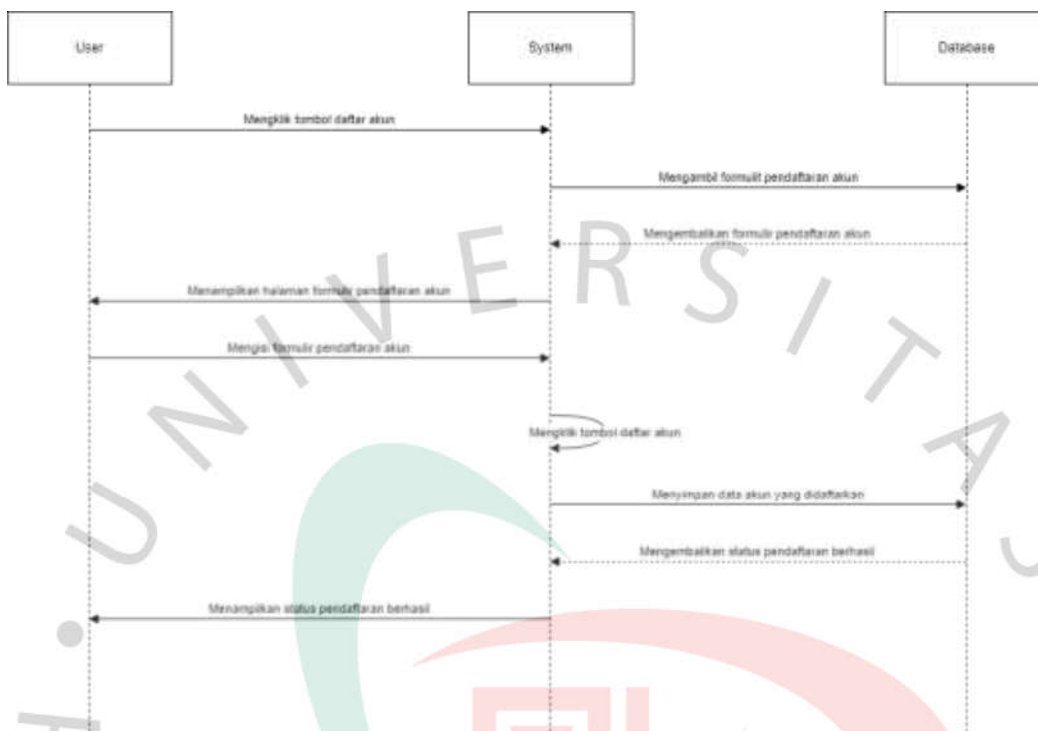 User
System
Database
Mengklik tombol daftar akun
Mengambil formulit pendaftaran akun
Mengembalikan formulir pendaftaran akun
Menampilkan halaman formulir pendaftaran akun
Mengisi formulir pendaftaran akun
Mengklik tombol daftar akun
Menyimpan data akun yang didaftarkan
Mengembalikan status pendaftaran berhasil
Menampilkan status pendaftaran berhasil
A . UNIVERSITAS J